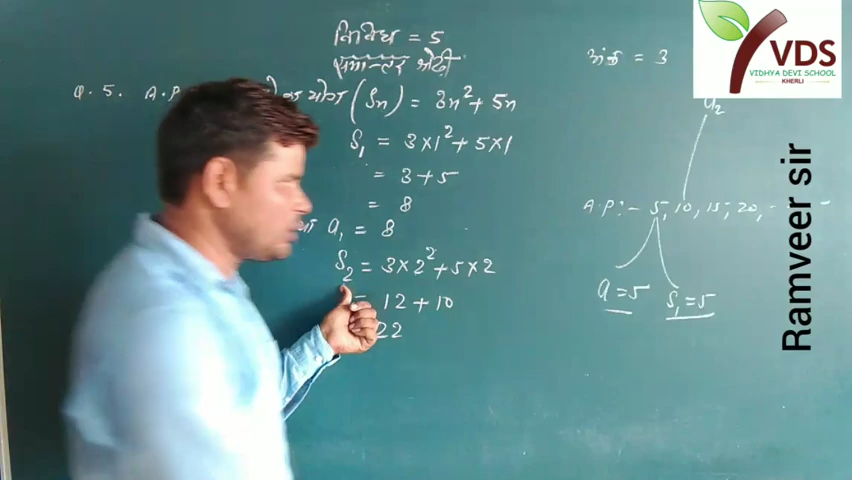 विविध = 5
समान्तर श्रेढ़ी
अंक = 3
Q. 5. A.P योग (Sn) = 3n² + 5n
S₁ = 3×1² + 5×1
= 3+5
= 8
a₁ = 8
S₂ = 3×2² + 5×2
= 12 + 10
22
a₂
A.P:- 5, 10, 15, 20, - - -
a = 5 S₁ = 5
VDS
VIDHYA DEVI SCHOOL
KHERLI
Ramveer sir